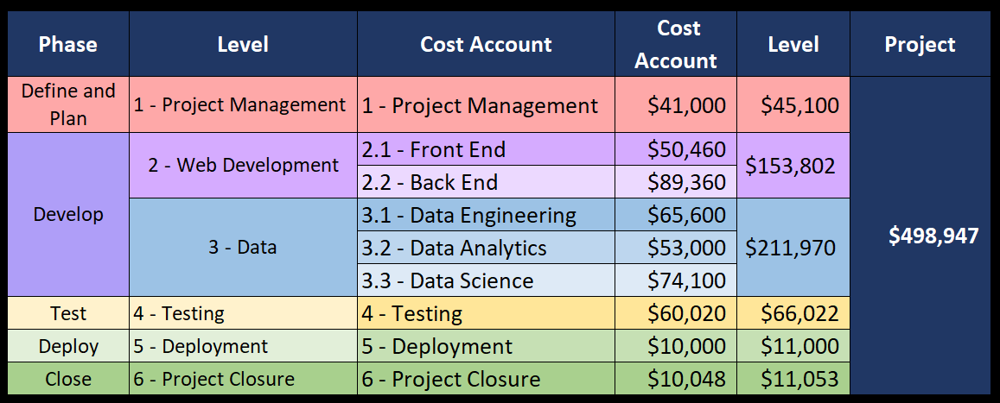 Phase Level Cost Account Cost Account Level Project
Define and Plan 1 - Project Management 1 - Project Management $41,000 $45,100
Develop 2 - Web Development 2.1 - Front End $50,460 $153,802
2.2 - Back End $89,360
3 - Data 3.1 - Data Engineering $65,600 $211,970 $498,947
3.2 - Data Analytics $53,000
3.3 - Data Science $74,100
Test 4 - Testing 4 - Testing $60,020 $66,022
Deploy 5 - Deployment 5 - Deployment $10,000 $11,000
Close 6 - Project Closure 6 - Project Closure $10,048 $11,053